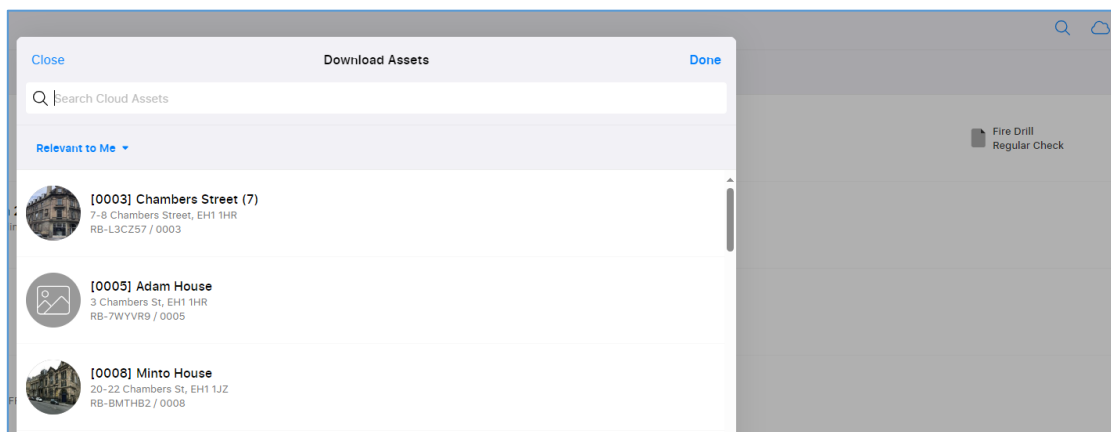 Close
Download Assets
Done
Search Cloud Assets
Relevant to Me
[0003] Chambers Street (7)
7-8 Chambers Street, EH1 1HR
RB-L3CZ57 / 0003
[0005] Adam House
3 Chambers St, EH1 1HR
RB-7WYVR9 / 0005
[0008] Minto House
20-22 Chambers St, EH1 1JZ
RB-BMTHB2 / 0008
Fire Drill
Regular Check